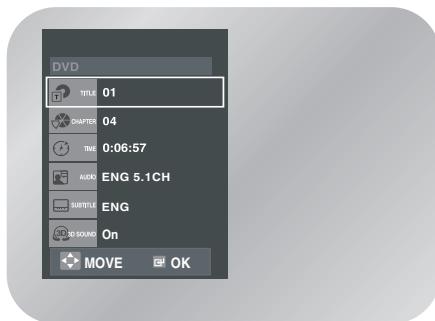 DVD
TITLE 01
CHAPTER 04
TIME 0:06:57
AUDIO ENG 5.1CH
SUBTITLE ENG
3D 3D SOUND On
MOVE OK